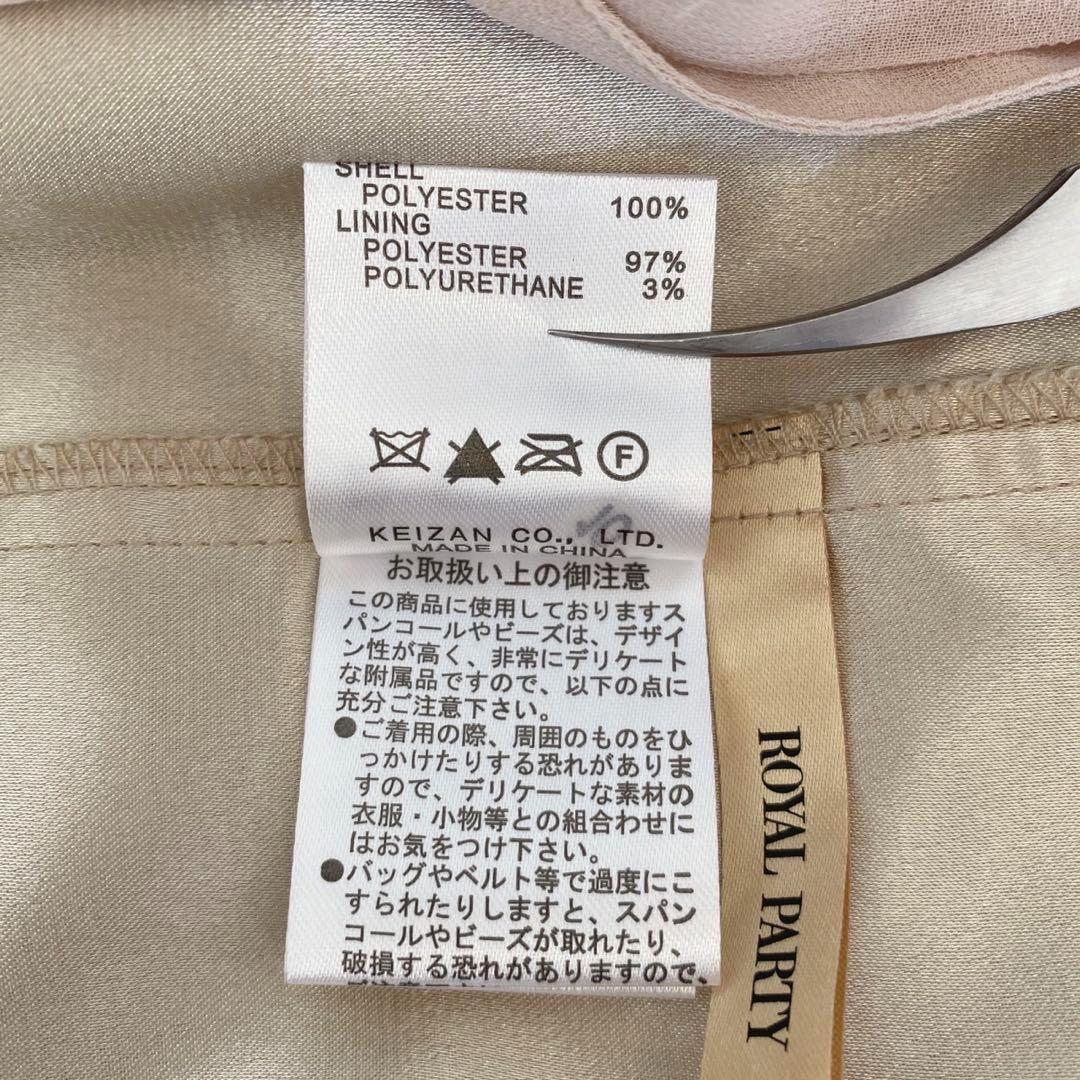 SHELL
POLYESTER 100%
LINING
POLYESTER 97%
POLYURETHANE 3%
F
KEIZAN CO., LTD.
MADE IN CHINA
お取扱い上の御注意
この商品に使用しておりますス
パンコールやビーズは、デザイ
ン性が高く、非常にデリケート
な附属品ですので、以下の点に
充分ご注意下さい。
●ご着用の際、周囲のものをひ
っかけたりする恐れがありま
すので、デリケートな素材の
衣服・小物等との組合わせに
はお気をつけ下さい。
●バッグやベルト等で過度にこ
すられたりしますと、スパン
コールやビーズが取れたり、
破損する恐れがありますので、
ROYAL PARTY